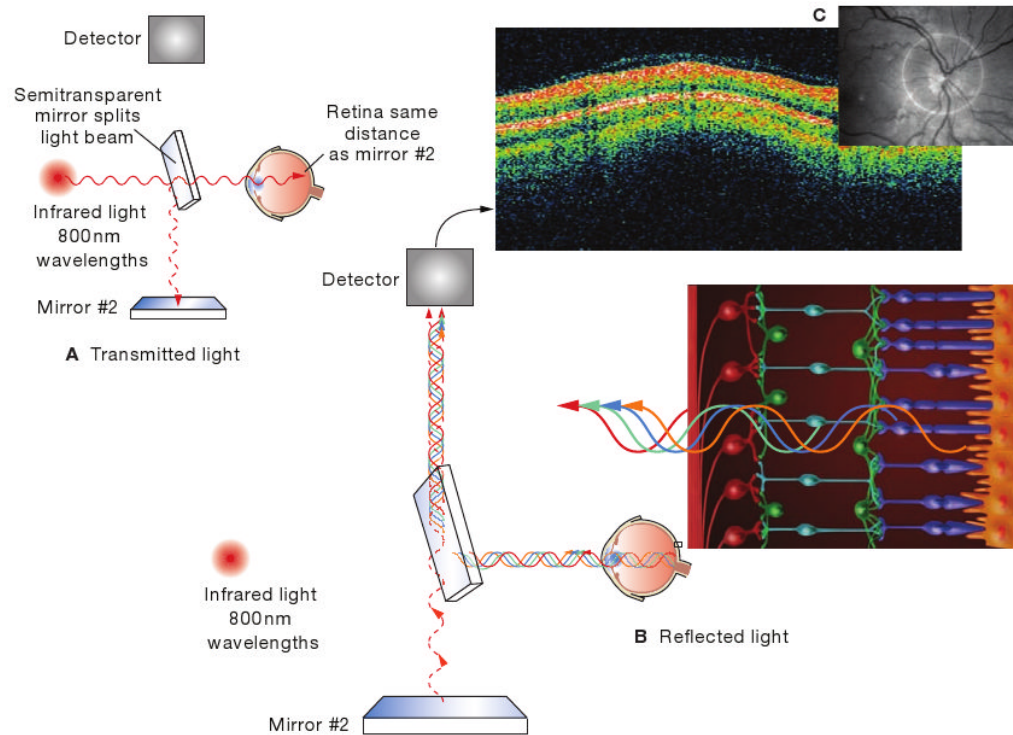 Detector
C
Semitransparent
mirror splits
light beam
Retina same
distance
as mirror #2
Infrared light
800nm
wavelengths
Mirror #2
A Transmitted light
Detector
Infrared light
800nm
wavelengths
B Reflected light
Mirror #2